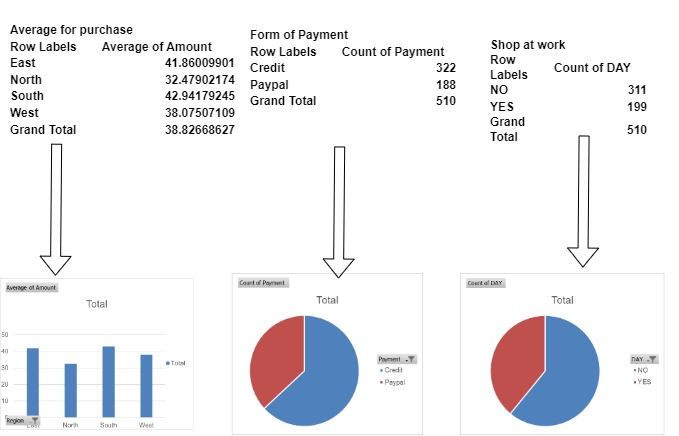 Average for purchase
Row Labels Average of Amount
East 41.86009901
North 32.47902174
South 42.94179245
West 38.07507109
Grand Total 38.82668627
Form of Payment
Row Labels Count of Payment
Credit 322
Paypal 188
Grand Total 510
Shop at work
Row
Labels Count of DAY
NO 311
YES 199
Grand
Total 510
Average of Amount
Total
50
40
30
20
10
Region
East North South West
Total
Count of Payment
Total
Payment
Credit
Paypal
Count of DAY
Total
DAY
NO
YES